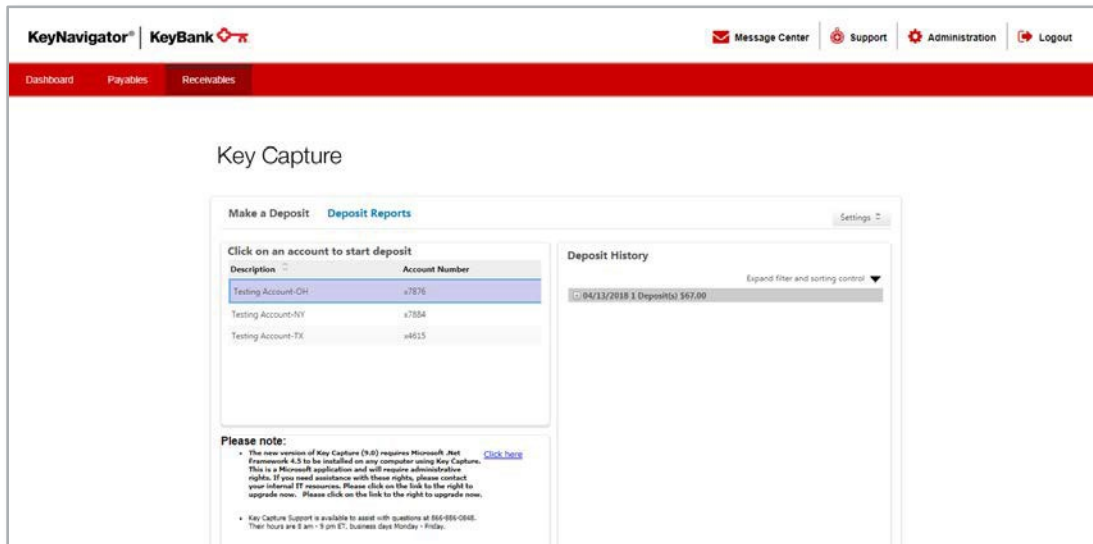 KeyNavigator® | KeyBank
Message Center
Support
Administration
Logout
Dashboard
Payables
Receivables
Key Capture
Make a Deposit
Deposit Reports
Settings
Click on an account to start deposit
Description
Account Number
Testing Account-OH
x7876
Testing Account-NY
x7884
Testing Account-TX
x4615
Deposit History
Expand filter and sorting control
04/13/2018 1 Deposit(s) $67.00
Please note:
• The new version of Key Capture (9.0) requires Microsoft .Net
Framework 4.5 to be installed on any computer using Key Capture.
This is a Microsoft application and will require administrative
rights. If you need assistance with these rights, please contact
your internal IT resources. Please click on the link to the right to
upgrade now. Please click on the link to the right to upgrade now.
Click here
• Key Capture Support is available to assist with questions at 866-886-0848.
Their hours are 8 am - 9 pm ET, business days Monday - Friday.